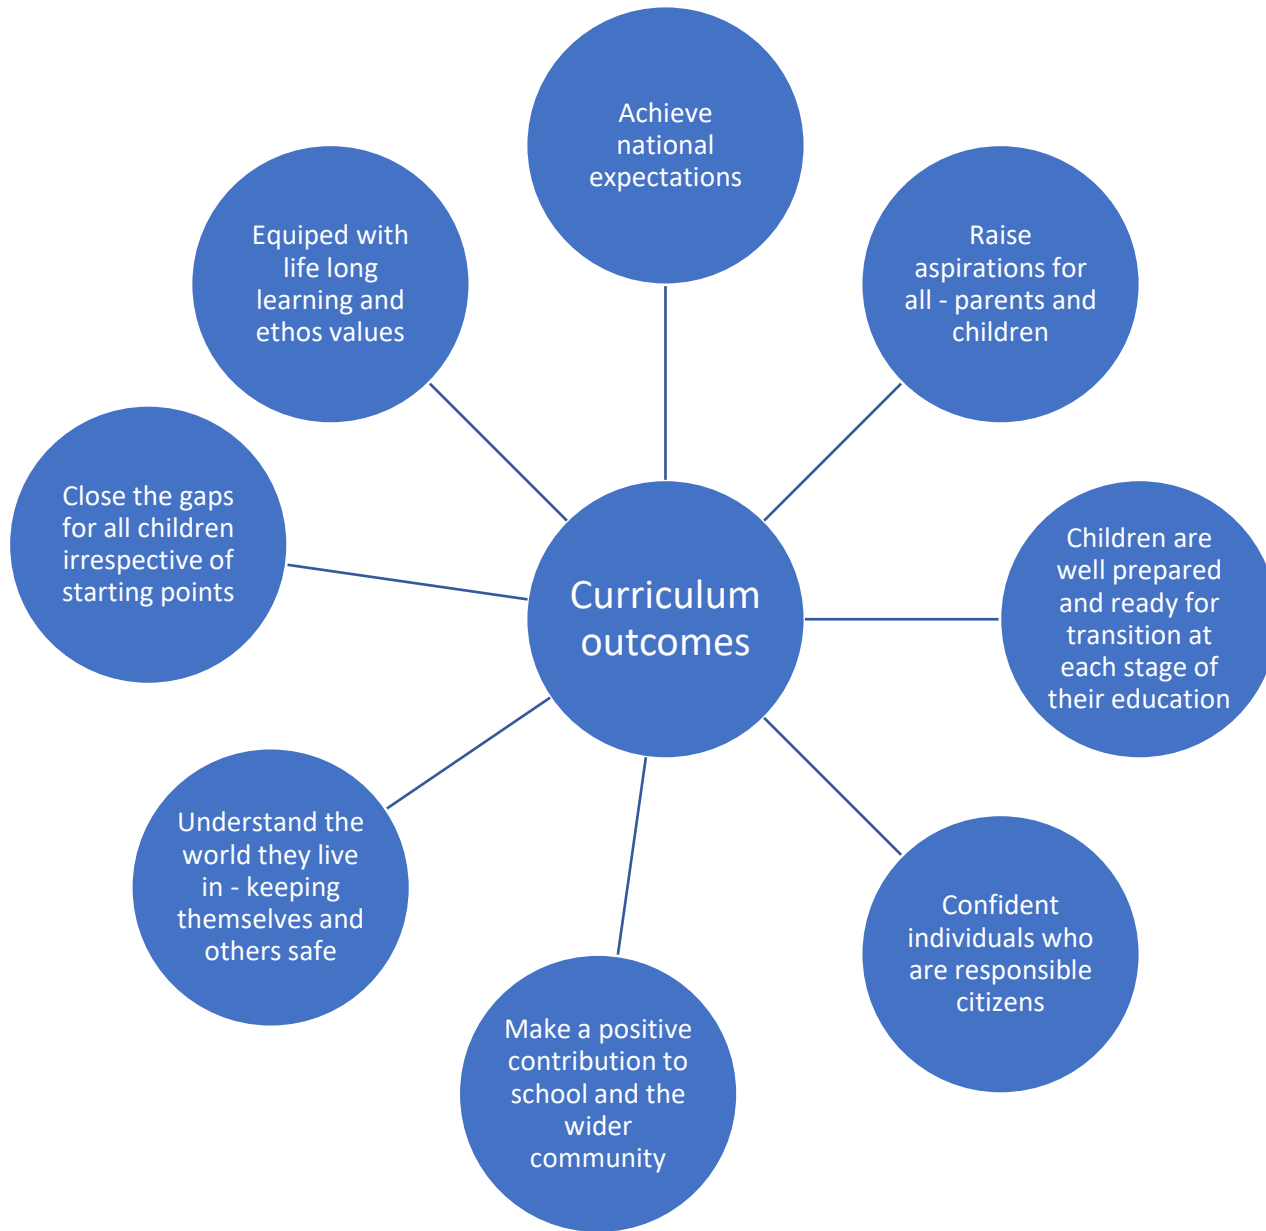 Achieve
national
expectations
Raise
aspirations for
all - parents and
children
Children are
well prepared
and ready for
transition at
each stage of
their education
Confident
individuals who
are responsible
citizens
Make a positive
contribution to
school and the
wider
community
Understand the
world they live
in - keeping
themselves and
others safe
Close the gaps
for all children
irrespective of
starting points
Equiped with
life long
learning and
ethos values
Curriculum
outcomes